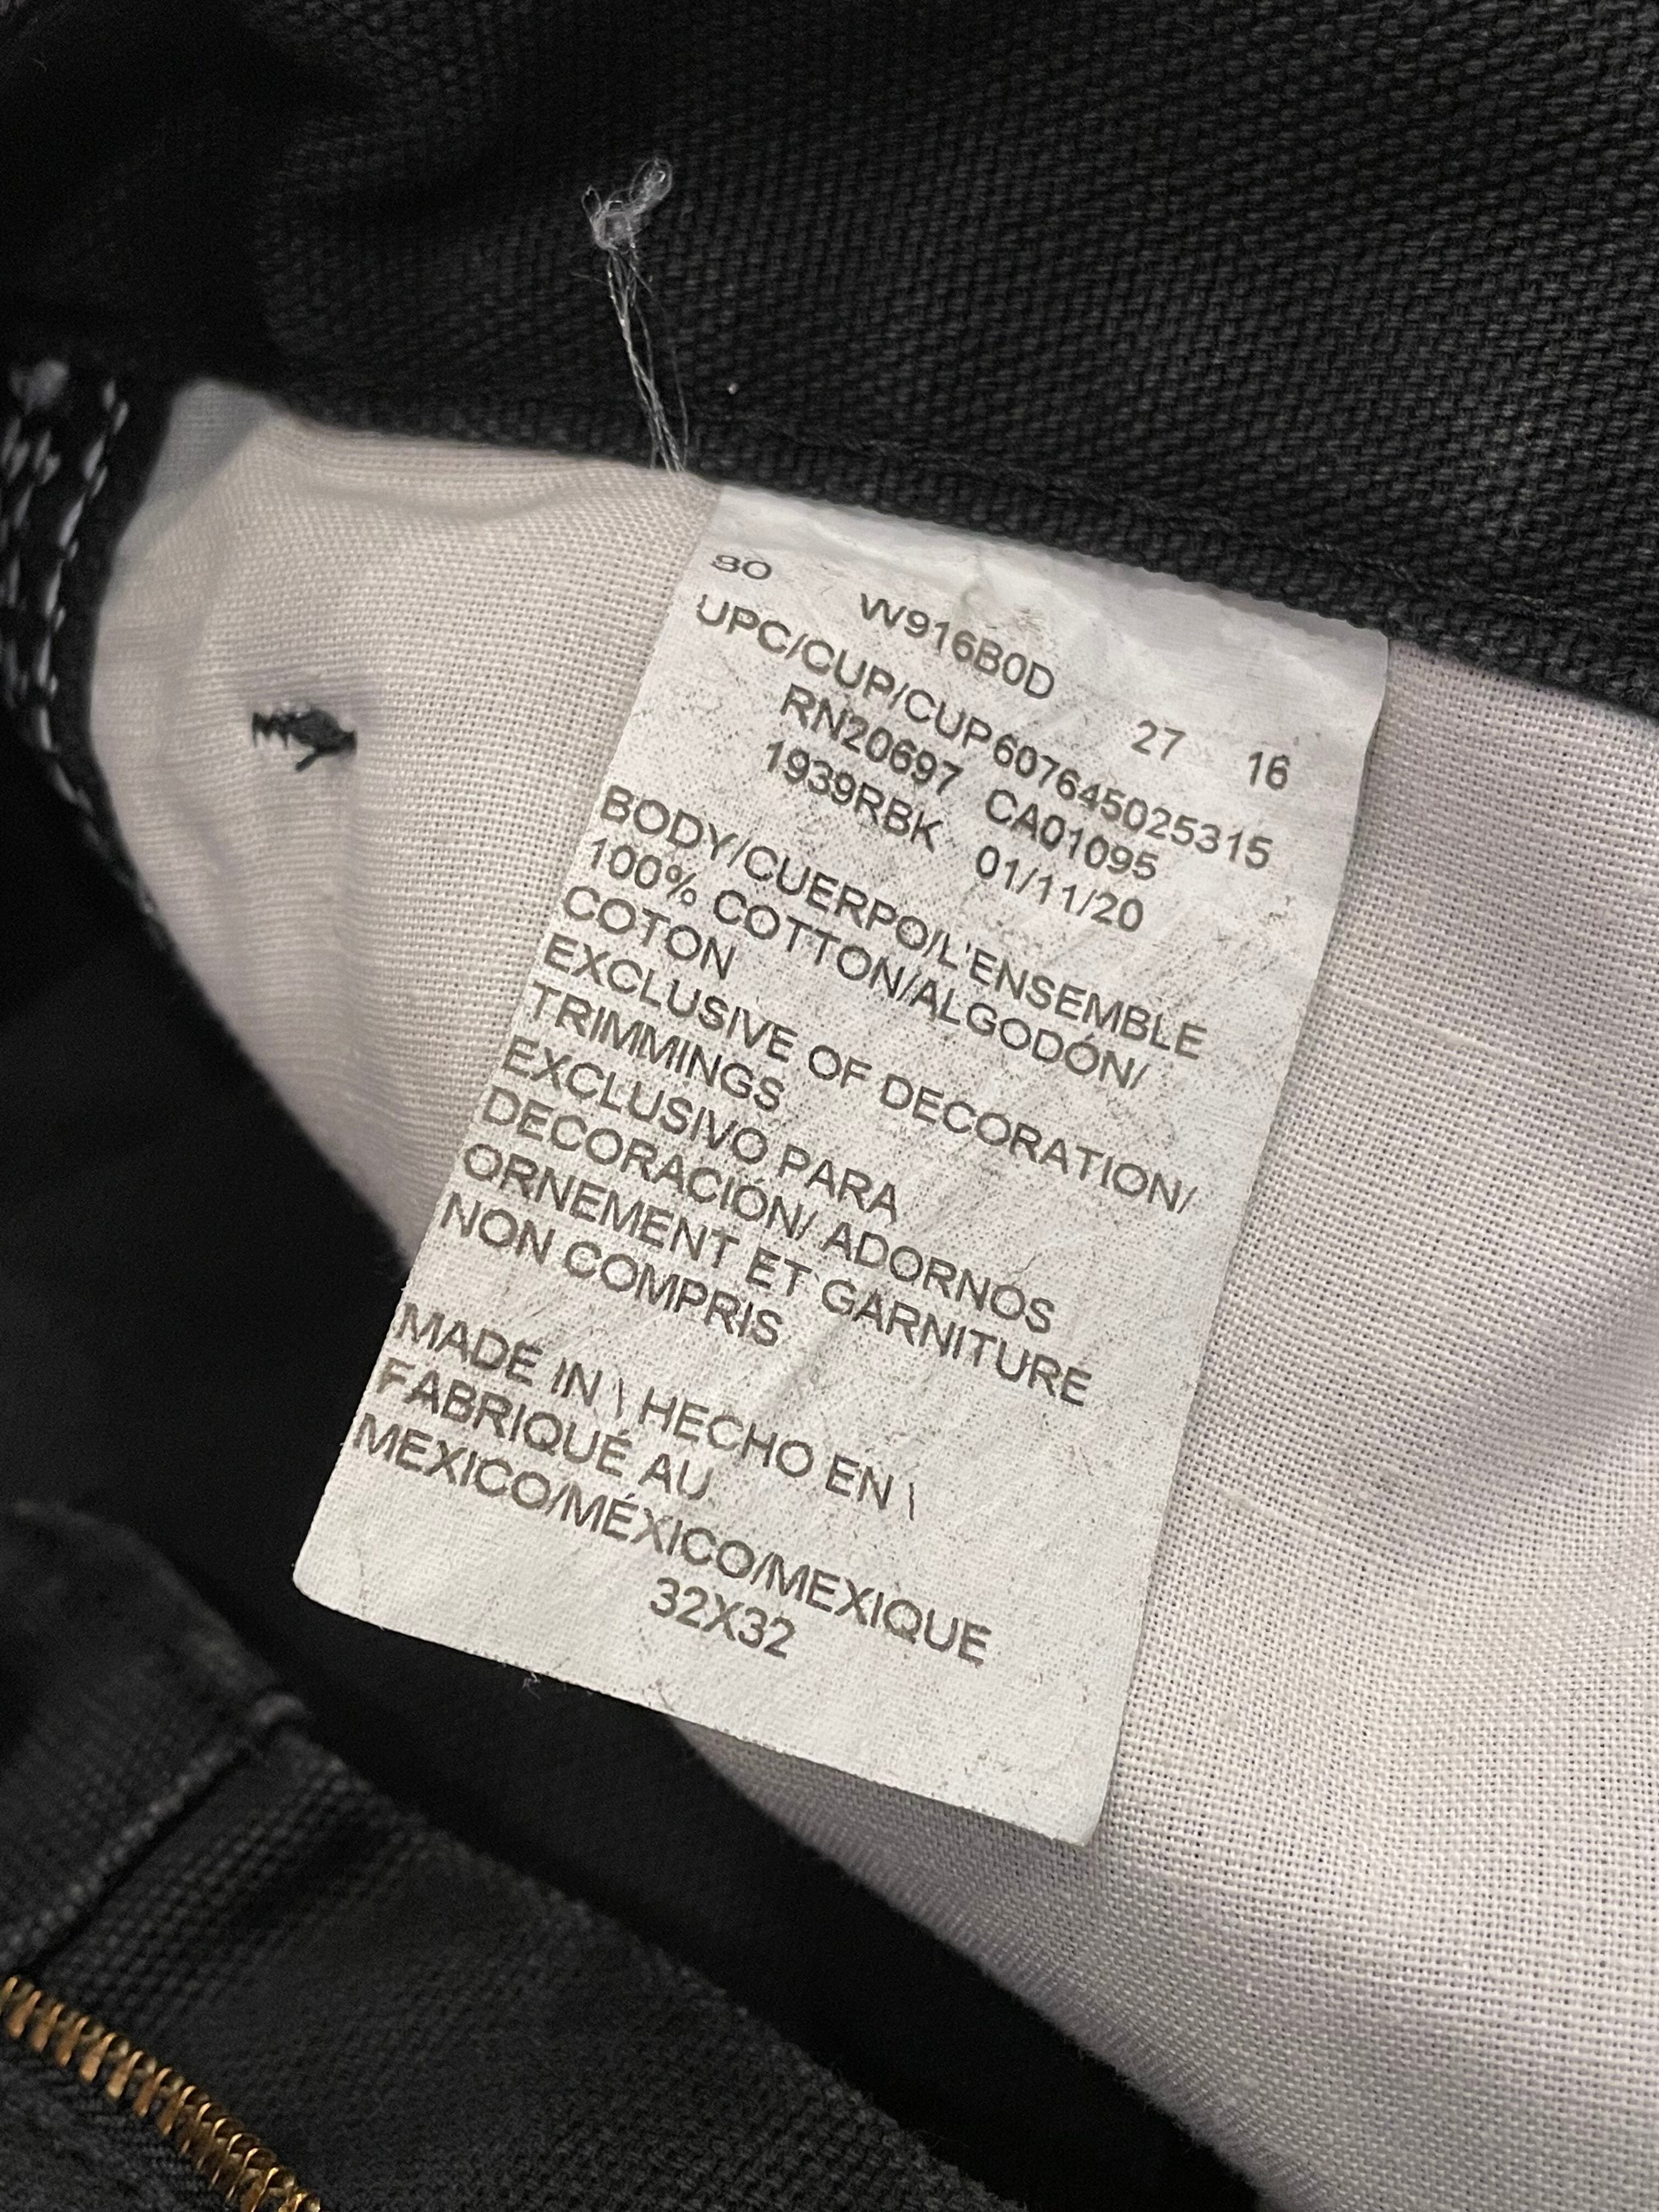 80 W916B0D 27 16
UPC/CUP/CUP607645025315
RN20697 CA01095
1939RBK 01/11/20
BODY/CUERPO/L'ENSEMBLE
100% COTTON/ALGODÓN/
COTON
EXCLUSIVE OF DECORATION/
TRIMMINGS
EXCLUSIVO PARA
DECORACIÓN/ ADORNOS
ORNEMENT ET GARNITURE
NON COMPRIS
MADE IN \ HECHO EN \
FABRIQUÉ AU
MEXICO/MÉXICO/MEXIQUE
32X32